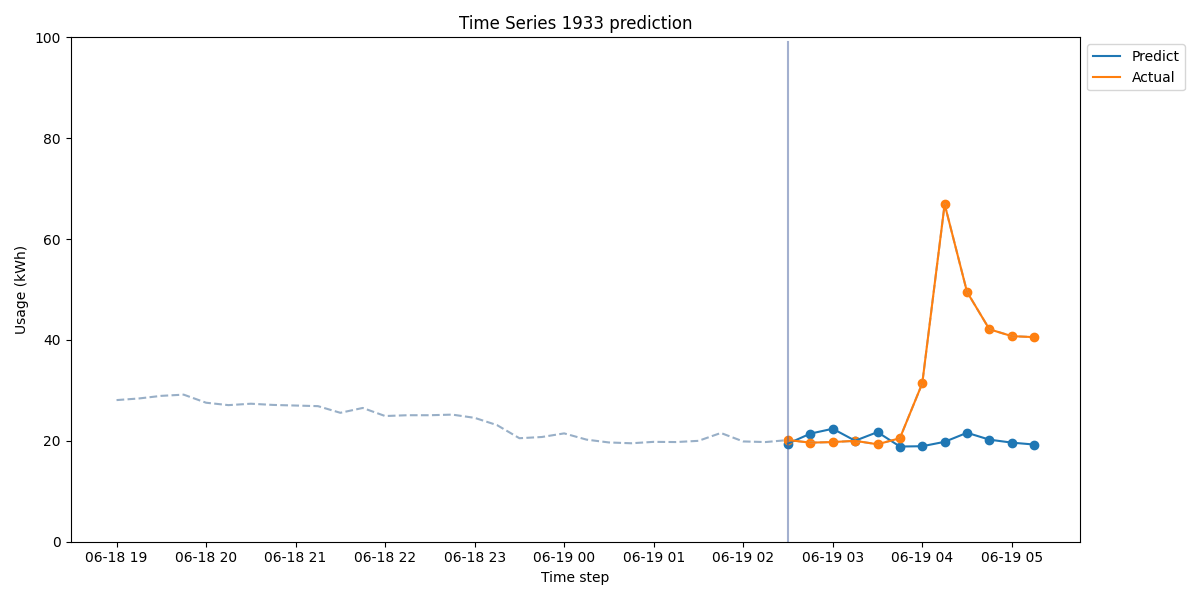 Time Series 1933 prediction
Predict
Actual
Usage (kWh)
100
80
60
40
20
0
06-18 19 06-18 20 06-18 21 06-18 22 06-18 23 06-19 00 06-19 01 06-19 02 06-19 03 06-19 04 06-19 05
Time step